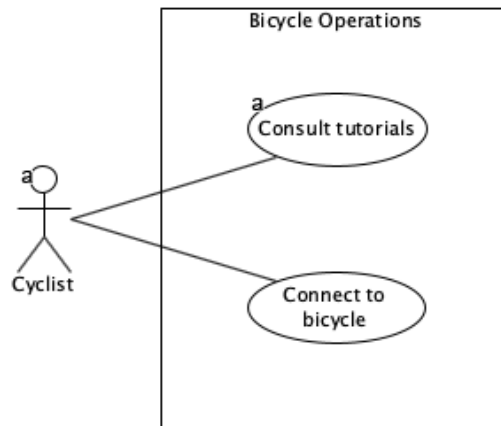 Bicycle Operations
a
Consult tutorials
a
Cyclist
Connect to
bicycle